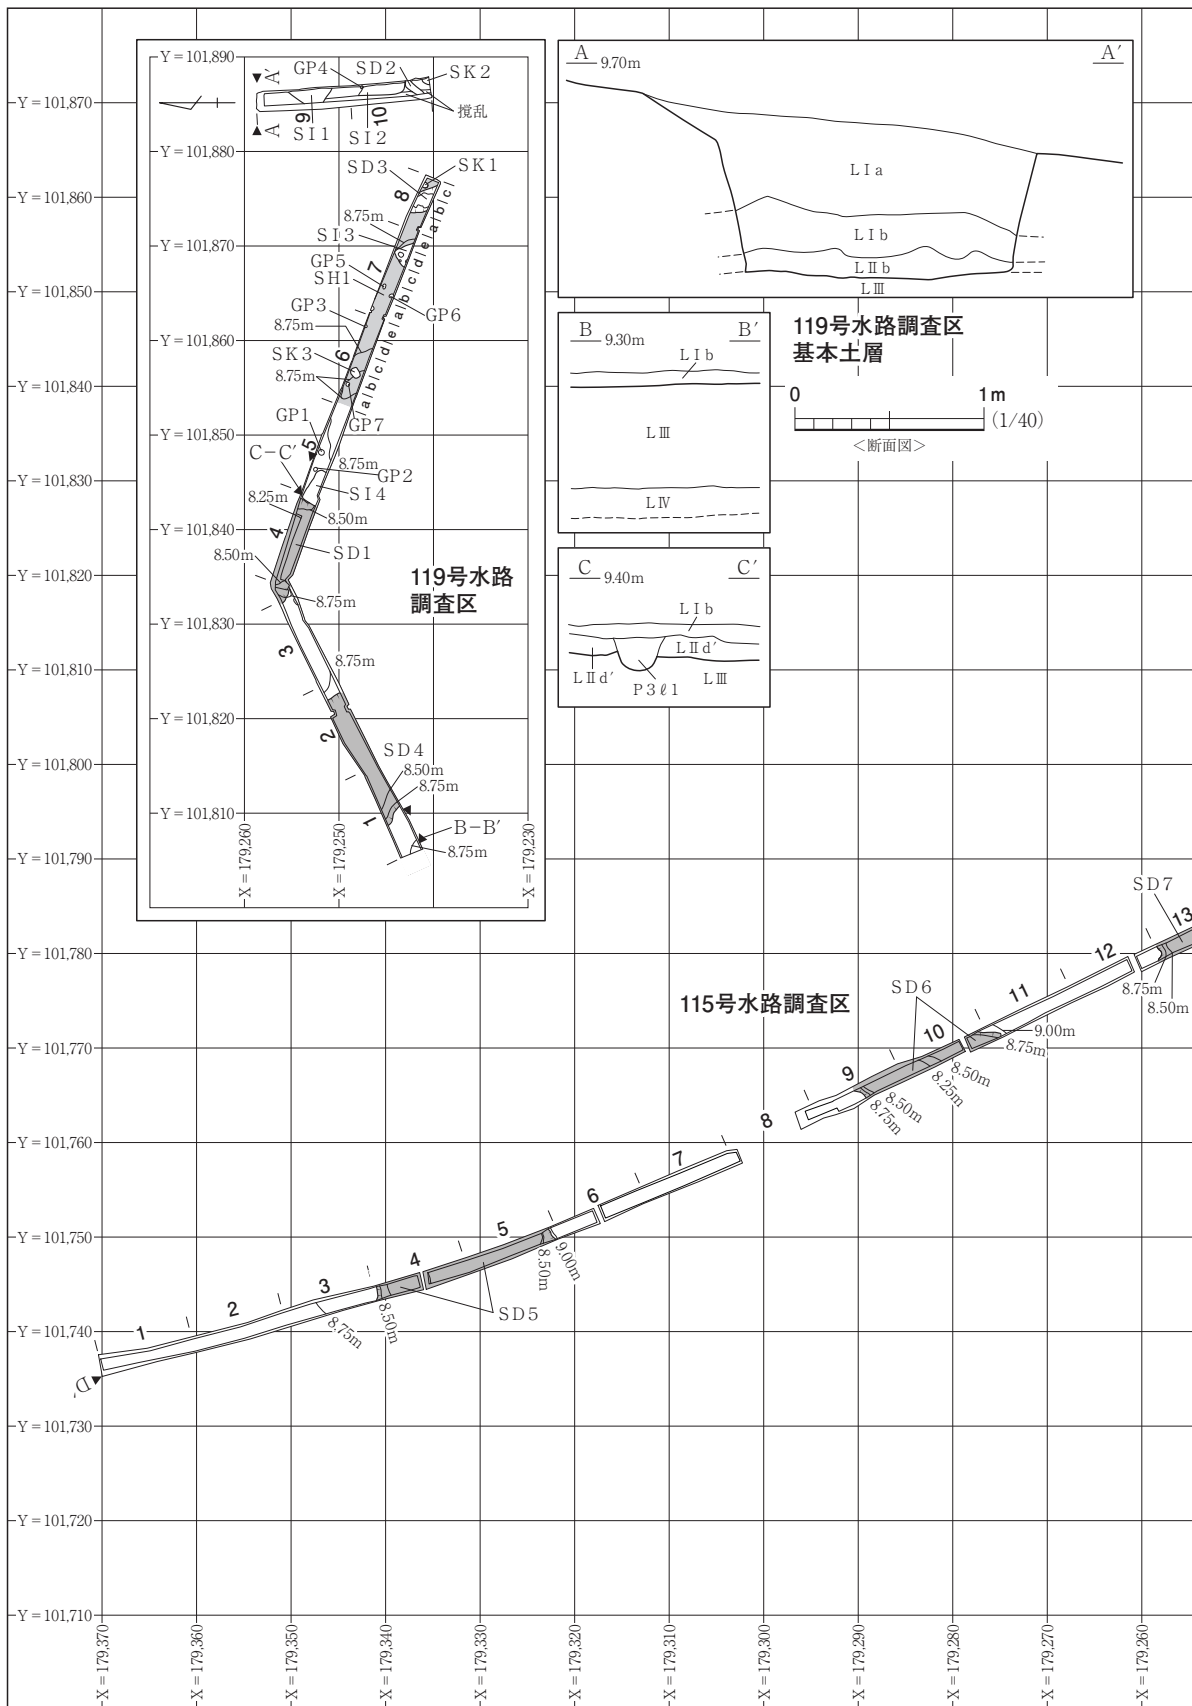 Y = 101,870
Y = 101,860
Y = 101,850
Y = 101,840
Y = 101,830
Y = 101,820
Y = 101,810
Y = 101,800
Y = 101,790
Y = 101,780
Y = 101,770
Y = 101,760
Y = 101,750
Y = 101,740
Y = 101,730
Y = 101,720
Y = 101,710
X = 179,370
X = 179,360
X = 179,350
X = 179,340
X = 179,330
X = 179,320
X = 179,310
X = 179,300
X = 179,290
X = 179,280
X = 179,270
X = 179,260
Y = 101,890
Y = 101,880
Y = 101,870
Y = 101,860
Y = 101,850
Y = 101,840
Y = 101,830
Y = 101,820
Y = 101,810
X = 179,260
X = 179,250
X = 179,230
A′
A
GP4
SD2
SK2
撹乱
9
10
SI1
SI2
SD3
SK1
8
8.75m
SI3
GP5
7
SH1
GP3
GP6
8.75m
6
SK3
8.75m
GP7
a|b|c|d|e|a|b|c|d|e|a|b|c|
GP1
5
C−C′
8.75m
GP2
SI4
8.25m
8.50m
4
SD1
8.50m
8.75m
119号水路
調査区
3
8.75m
2
SD4
8.50m
8.75m
1
B−B′
8.75m
A
9.70m
A′
LⅠa
LⅠb
LⅡb
LⅢ
B
9.30m
B′
LⅠb
LⅢ
LⅣ
119号水路調査区
基本土層
0
1m
(1/40)
<断面図>
C
9.40m
C′
LⅠb
LⅡd′
LⅡd′
P3ℓ1
LⅢ
115号水路調査区
SD7
13
12
8.75m
8.50m
11
SD6
9.00m
8.75m
10
9
8.50m
8.25m
8.50m
8.75m
8
7
6
5
9.00m
8.50m
4
SD5
3
8.50m
8.75m
2
1
D′